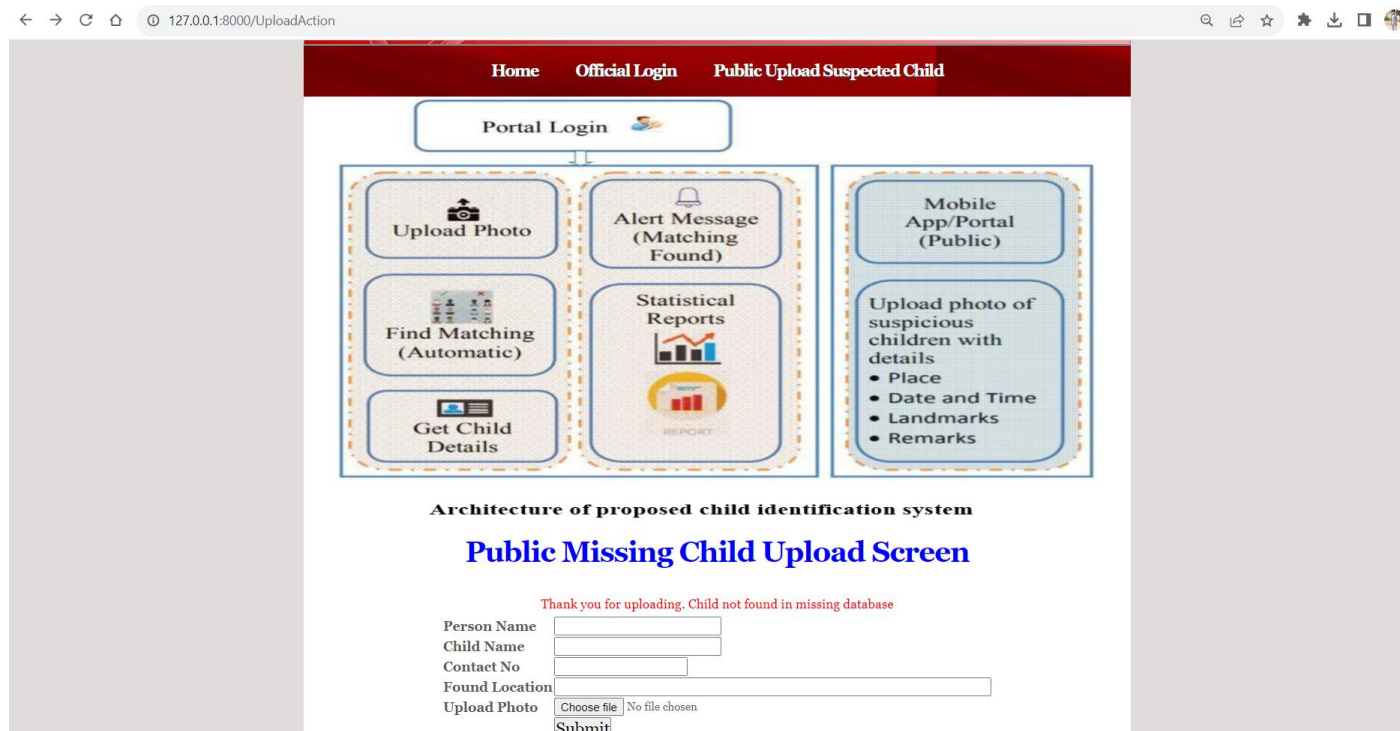 127.0.0.1:8000/UploadAction
Home Official Login Public Upload Suspected Child
Portal Login
Upload Photo
Find Matching
(Automatic)
Get Child
Details
Alert Message
(Matching
Found)
Statistical
Reports
REPORT
Mobile
App/Portal
(Public)
Upload photo of
suspicious
children with
details
• Place
• Date and Time
• Landmarks
• Remarks
Architecture of proposed child identification system
Public Missing Child Upload Screen
Thank you for uploading. Child not found in missing database
Person Name
Child Name
Contact No
Found Location
Upload Photo Choose file No file chosen
Submit